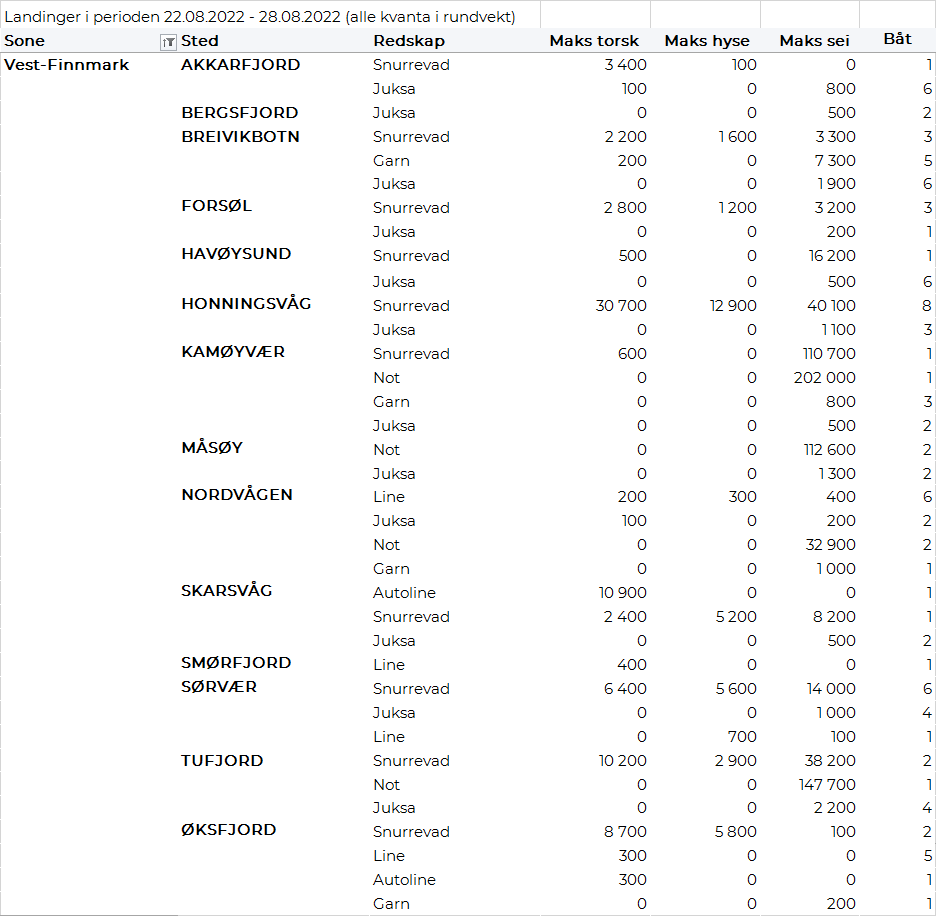 Landinger i perioden 22.08.2022 - 28.08.2022 (alle kvanta i rundvekt)
Sone Sted Redskap Maks torsk Maks hyse Maks sei Båt
Vest-Finnmark AKKARFJORD Snurrevad 3 400 100 0 1
Juksa 100 0 800 6
BERGSFJORD Juksa 0 0 500 2
BREIVIKBOTN Snurrevad 2 200 1 600 3 300 3
Garn 200 0 7 300 5
Juksa 0 0 1 900 6
FORSØL Snurrevad 2 800 1 200 3 200 3
Juksa 0 0 200 1
HAVØYSUND Snurrevad 500 0 16 200 1
Juksa 0 0 500 6
HONNINGSVÅG Snurrevad 30 700 12 900 40 100 8
Juksa 0 0 1 100 3
KAMØYVÆR Snurrevad 600 0 110 700 1
Not 0 0 202 000 1
Garn 0 0 800 3
Juksa 0 0 500 2
MÅSØY Not 0 0 112 600 2
Juksa 0 0 1 300 2
NORDVÅGEN Line 200 300 400 6
Juksa 100 0 200 2
Not 0 0 32 900 2
Garn 0 0 1 000 1
SKARSVÅG Autoline 10 900 0 0 1
Snurrevad 2 400 5 200 8 200 1
Juksa 0 0 500 2
SMØRFJORD Line 400 0 0 1
SØRVÆR Snurrevad 6 400 5 600 14 000 6
Juksa 0 0 1 000 4
Line 0 700 100 1
TUFJORD Snurrevad 10 200 2 900 38 200 2
Not 0 0 147 700 1
Juksa 0 0 2 200 4
ØKSFJORD Snurrevad 8 700 5 800 100 2
Line 300 0 0 5
Autoline 300 0 0 1
Garn 0 0 200 1